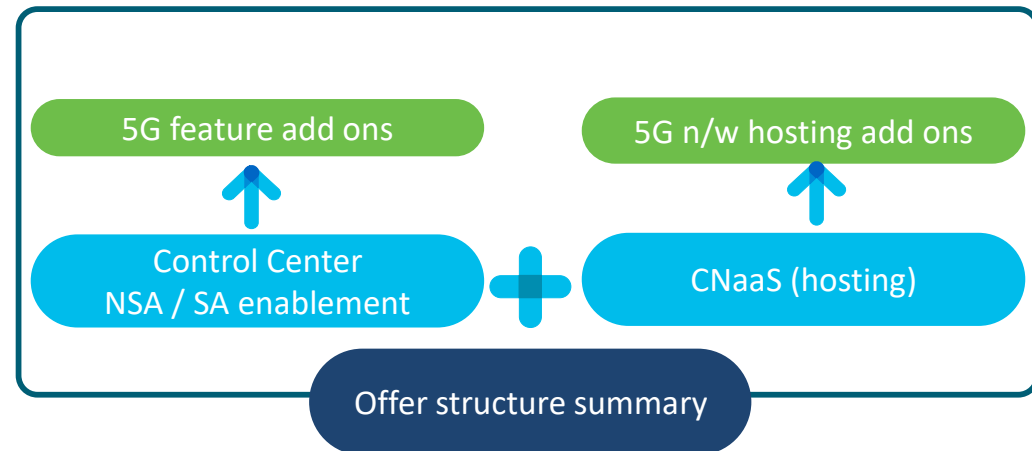 5G feature add ons
5G n/w hosting add ons
Control Center
NSA / SA enablement
CNaaS (hosting)
Offer structure summary